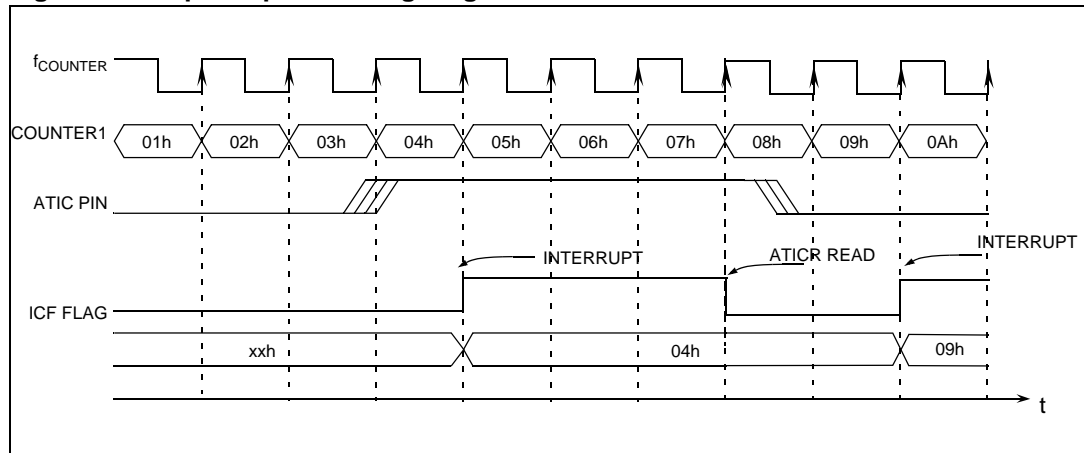 fCOUNTER
COUNTER1 01h 02h 03h 04h 05h 06h 07h 08h 09h 0Ah
ATIC PIN
INTERRUPT ATICR READ INTERRUPT
ICF FLAG
xxh 04h 09h
t